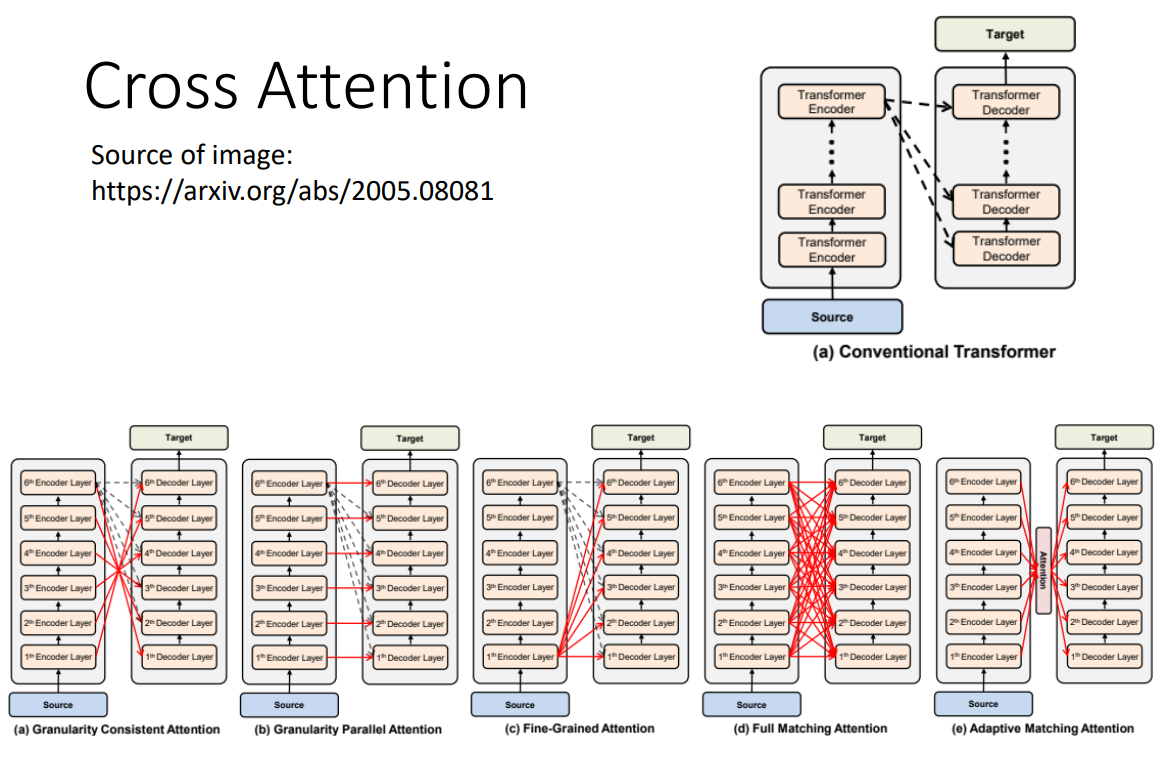 Cross Attention
Source of image:
https://arxiv.org/abs/2005.08081
Target
Transformer
Encoder
Transformer
Decoder
Transformer
Encoder
Transformer
Decoder
Transformer
Encoder
Transformer
Decoder
Source
(a) Conventional Transformer
Target
6th Encoder Layer
6th Decoder Layer
5th Encoder Layer
5th Decoder Layer
4th Encoder Layer
4th Decoder Layer
3th Encoder Layer
3th Decoder Layer
2th Encoder Layer
2th Decoder Layer
1th Encoder Layer
1th Decoder Layer
Source
(a) Granularity Consistent Attention
Target
6th Encoder Layer
6th Decoder Layer
5th Encoder Layer
5th Decoder Layer
4th Encoder Layer
4th Decoder Layer
3th Encoder Layer
3th Decoder Layer
2th Encoder Layer
2th Decoder Layer
1th Encoder Layer
1th Decoder Layer
Source
(b) Granularity Parallel Attention
Target
6th Encoder Layer
6th Decoder Layer
5th Encoder Layer
5th Decoder Layer
4th Encoder Layer
4th Decoder Layer
3th Encoder Layer
3th Decoder Layer
2th Encoder Layer
2th Decoder Layer
1th Encoder Layer
1th Decoder Layer
Source
(c) Fine-Grained Attention
Target
6th Encoder Layer
6th Decoder Layer
5th Encoder Layer
5th Decoder Layer
4th Encoder Layer
4th Decoder Layer
3th Encoder Layer
3th Decoder Layer
2th Encoder Layer
2th Decoder Layer
1th Encoder Layer
1th Decoder Layer
Source
(d) Full Matching Attention
Target
6th Encoder Layer
6th Decoder Layer
5th Encoder Layer
5th Decoder Layer
4th Encoder Layer
4th Decoder Layer
Attention
3th Encoder Layer
3th Decoder Layer
2th Encoder Layer
2th Decoder Layer
1th Encoder Layer
1th Decoder Layer
Source
(e) Adaptive Matching Attention